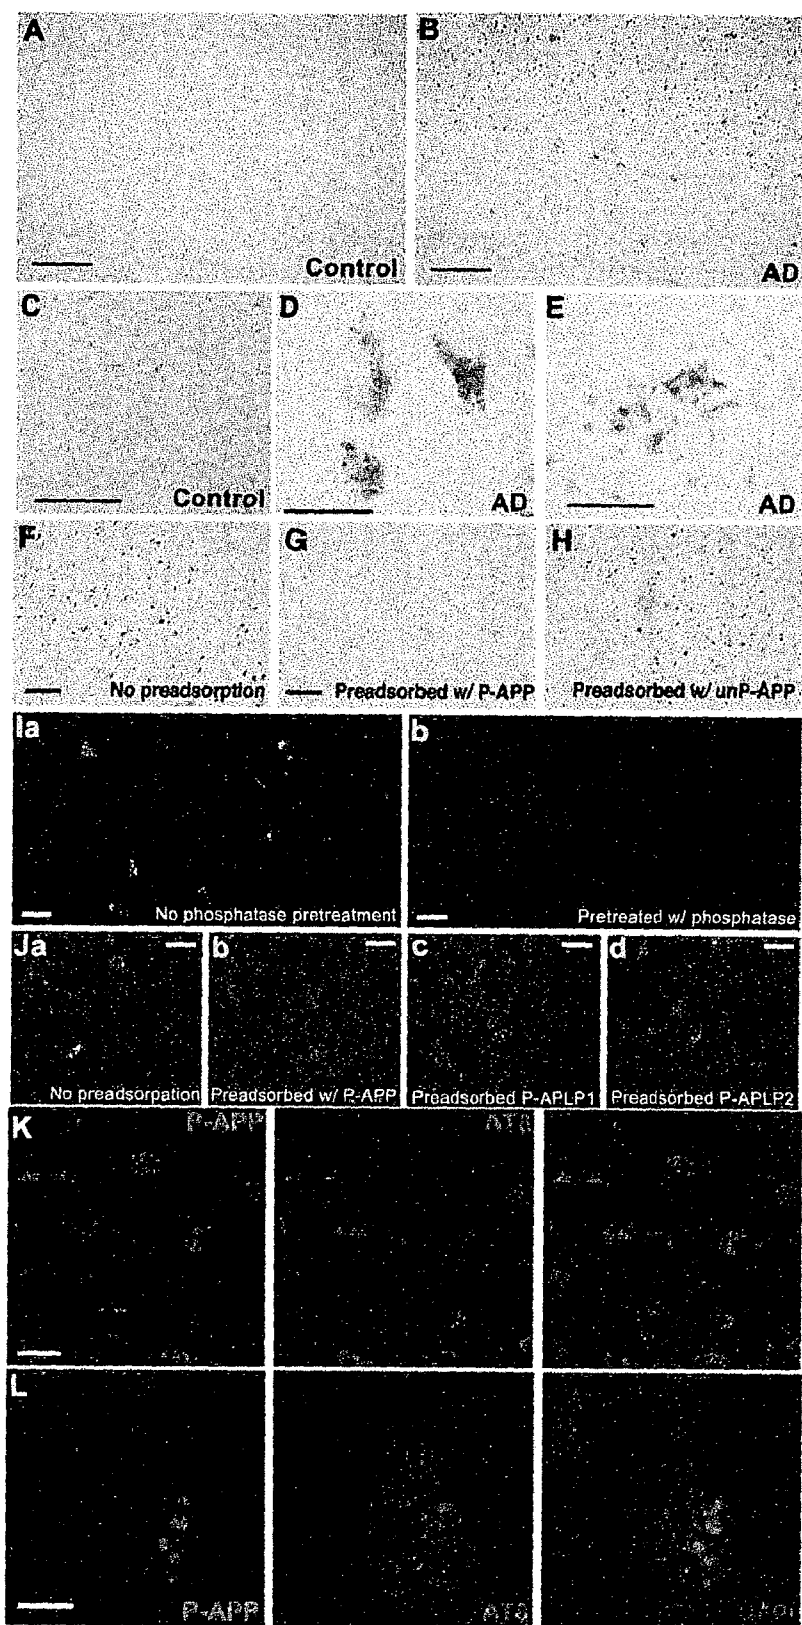 A
B
Control
AD
C
D
E
Control
AD
AD
F
G
H
No preadsorption
Preadsorbed w/ P-APP
Preadsorbed w/ unP-APP
Ia
b
No phosphatase pretreatment
Pretreated w/ phosphatase
Ja
b
c
d
No preadsorpation
Preadsorbed w/ P-APP
Preadsorbed P-APLP1
Preadsorbed P-APLP2
K
P-APP
AT8
L
P-APP
AT8